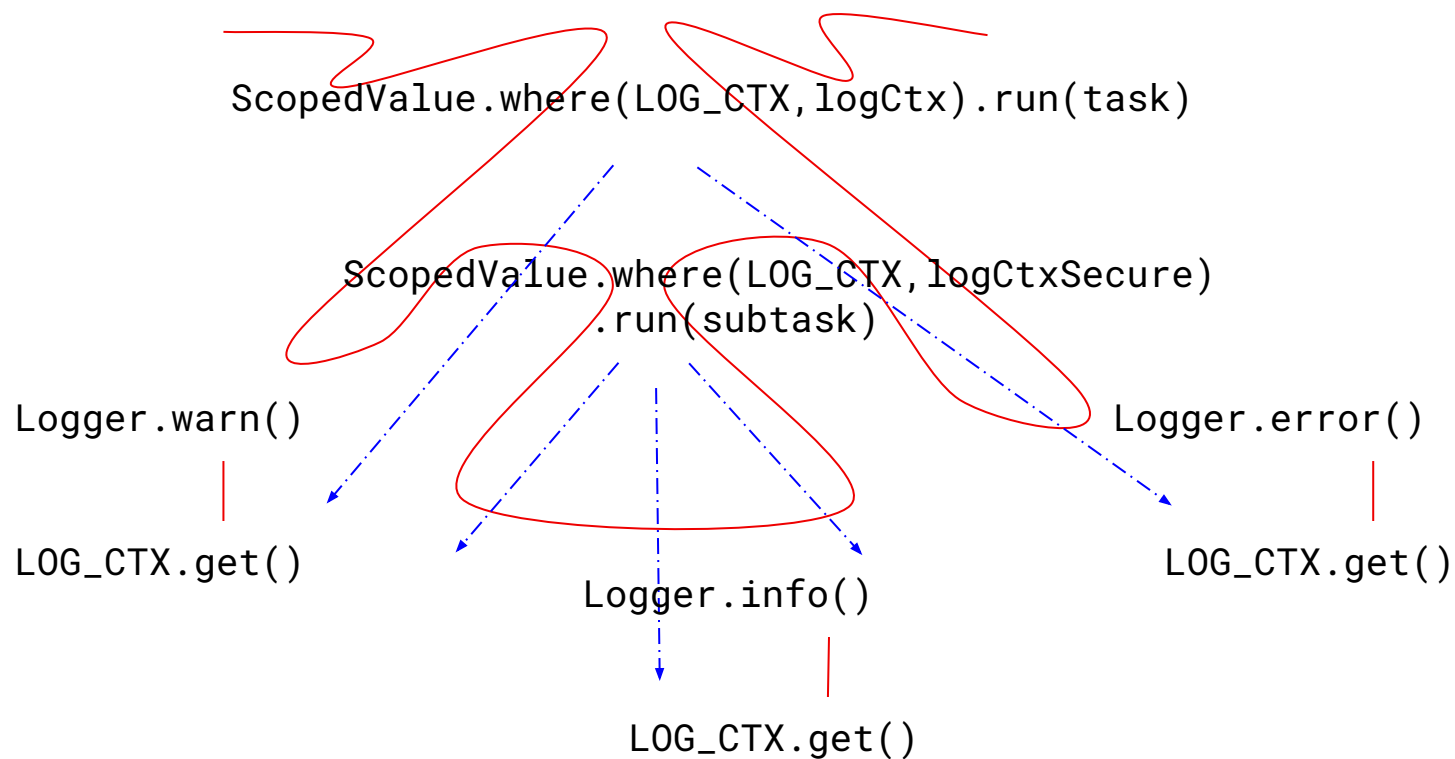 ScopedValue.where(LOG_CTX,logCtx).run(task)
ScopedValue.where(LOG_CTX,logCtxSecure)
.run(subtask)
Logger.warn()
Logger.error()
LOG_CTX.get()
LOG_CTX.get()
Logger.info()
LOG_CTX.get()